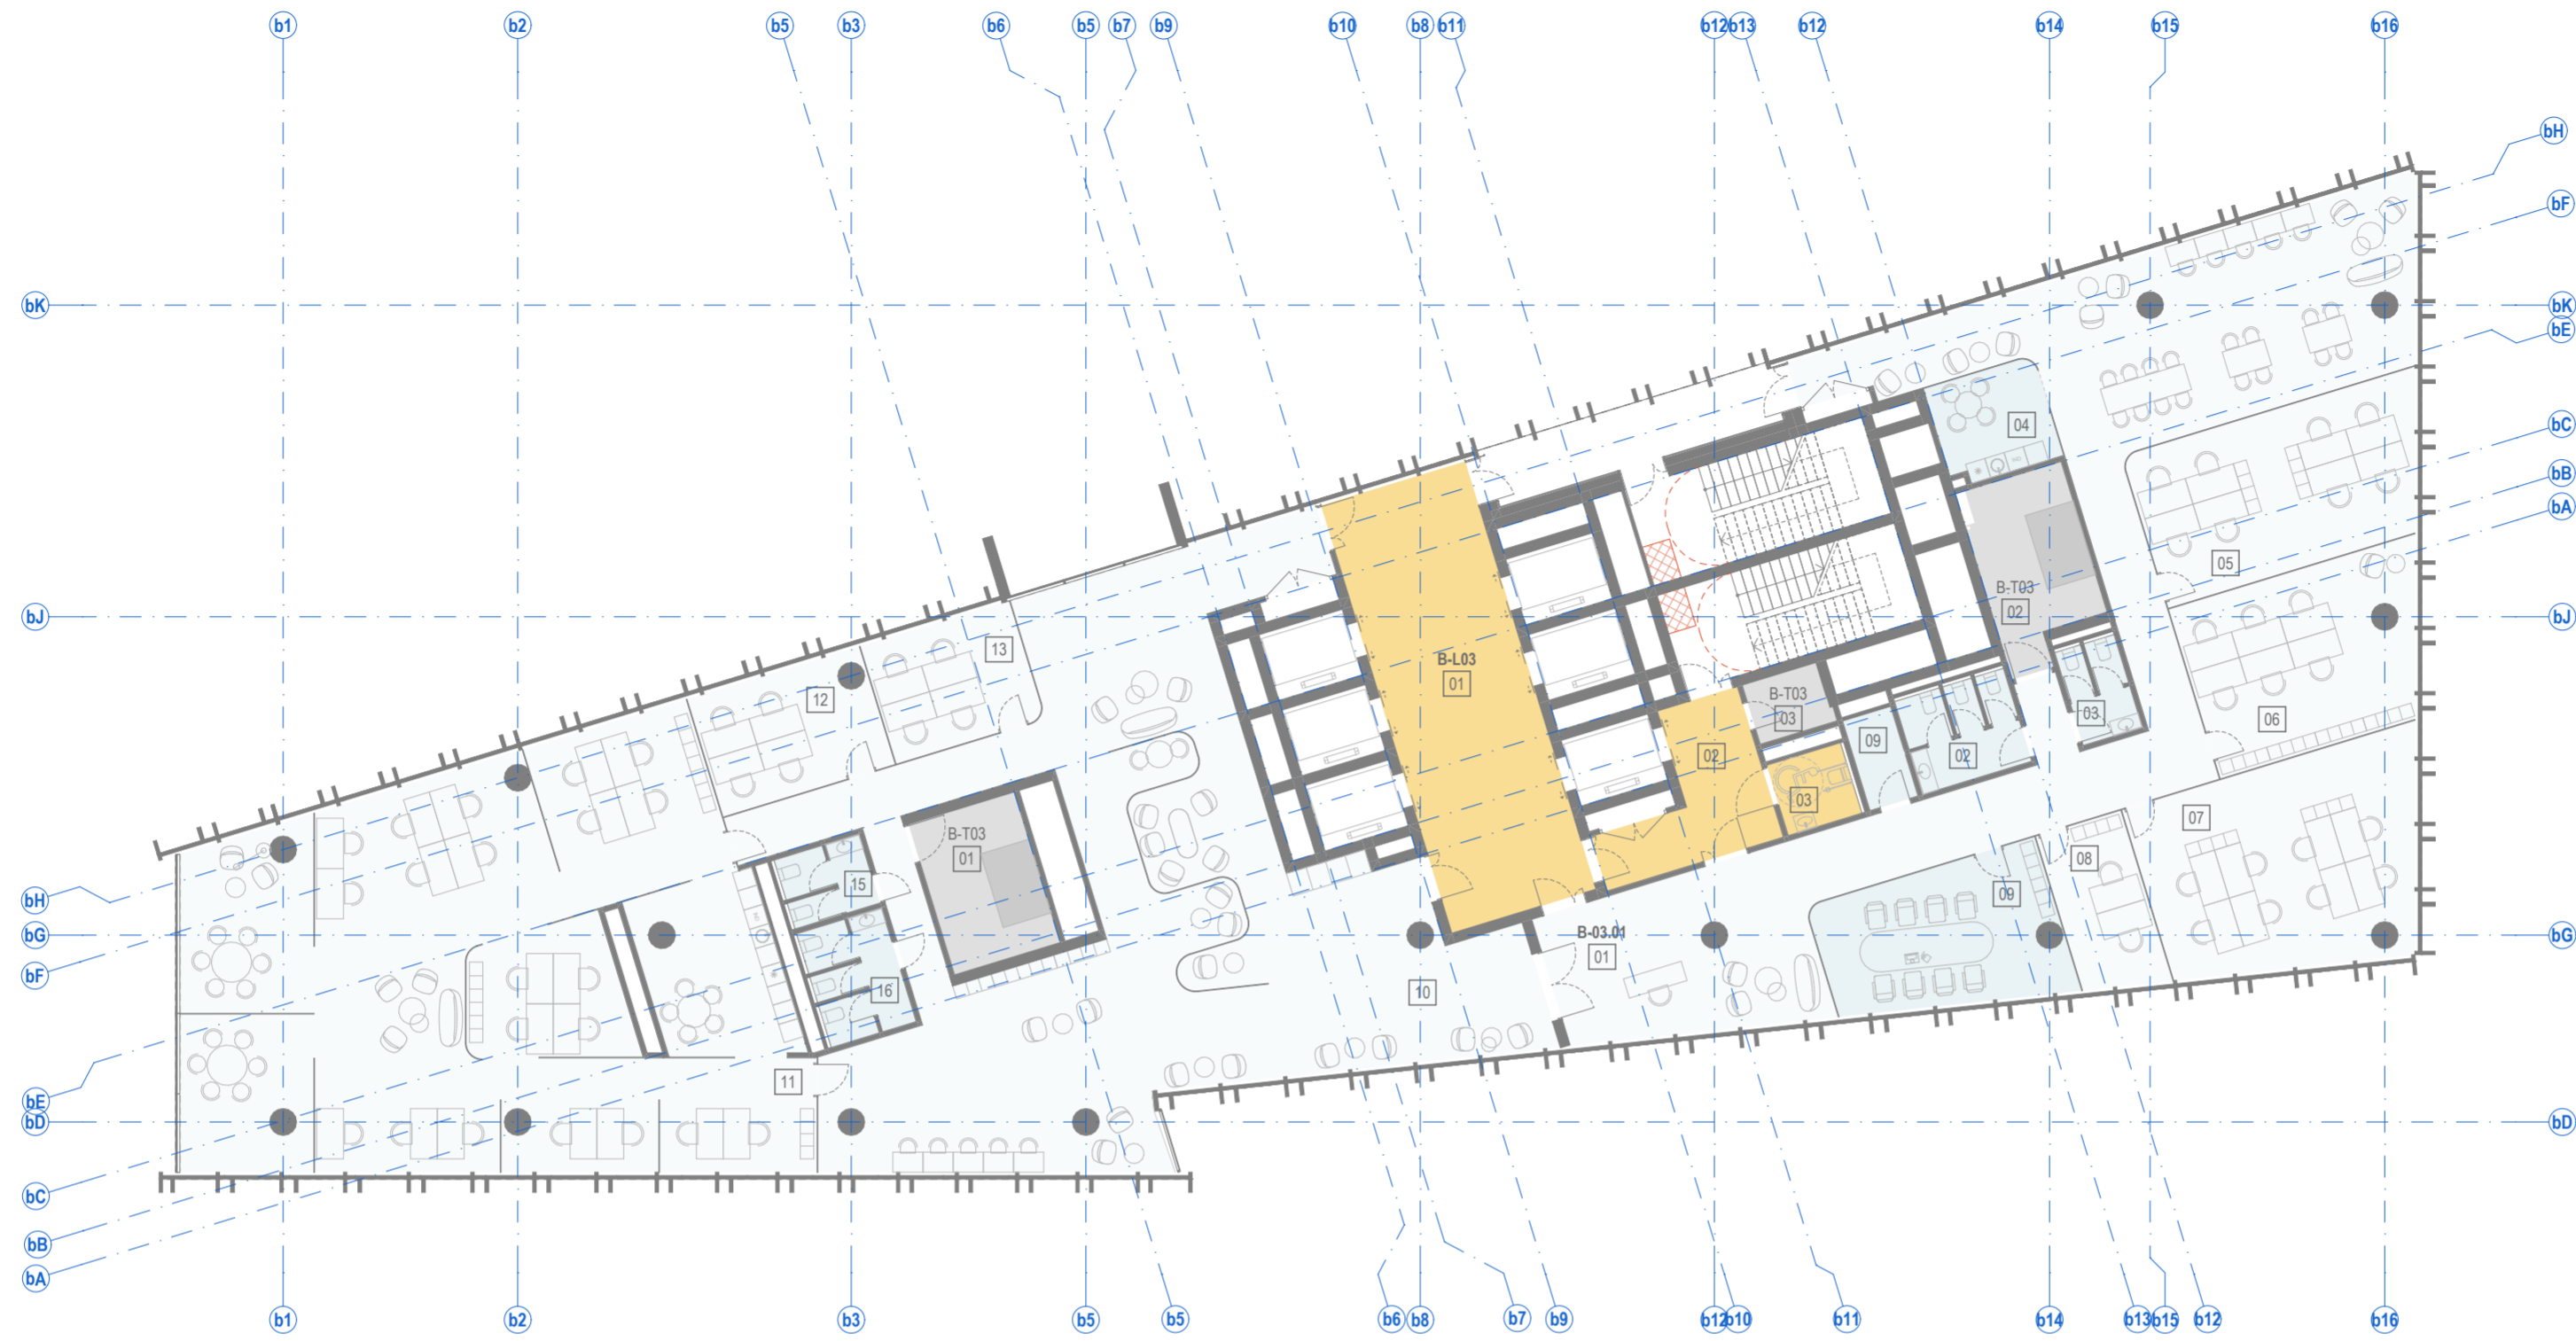 b1 b2 b5 b3 b6 b5 b7 b9 b10 b8 b11 b12 b13 b12 b14 b15 b16
bH
bF
bK bK
bE
04
bC
bB
bA
05
B-T03
02
bJ bJ
13
B-L03
01
12
B-T03
03
03
06
09
02
02
03
07
B-T03
01
08
15
09
bH
B-03.01
01
bG bG
bF
16
10
11
bE
bD bD
bC
bB
bA
b1 b2 b3 b5 b5 b6 b8 b7 b9 b12 b10 b11 b14 b13 b15 b12 b16